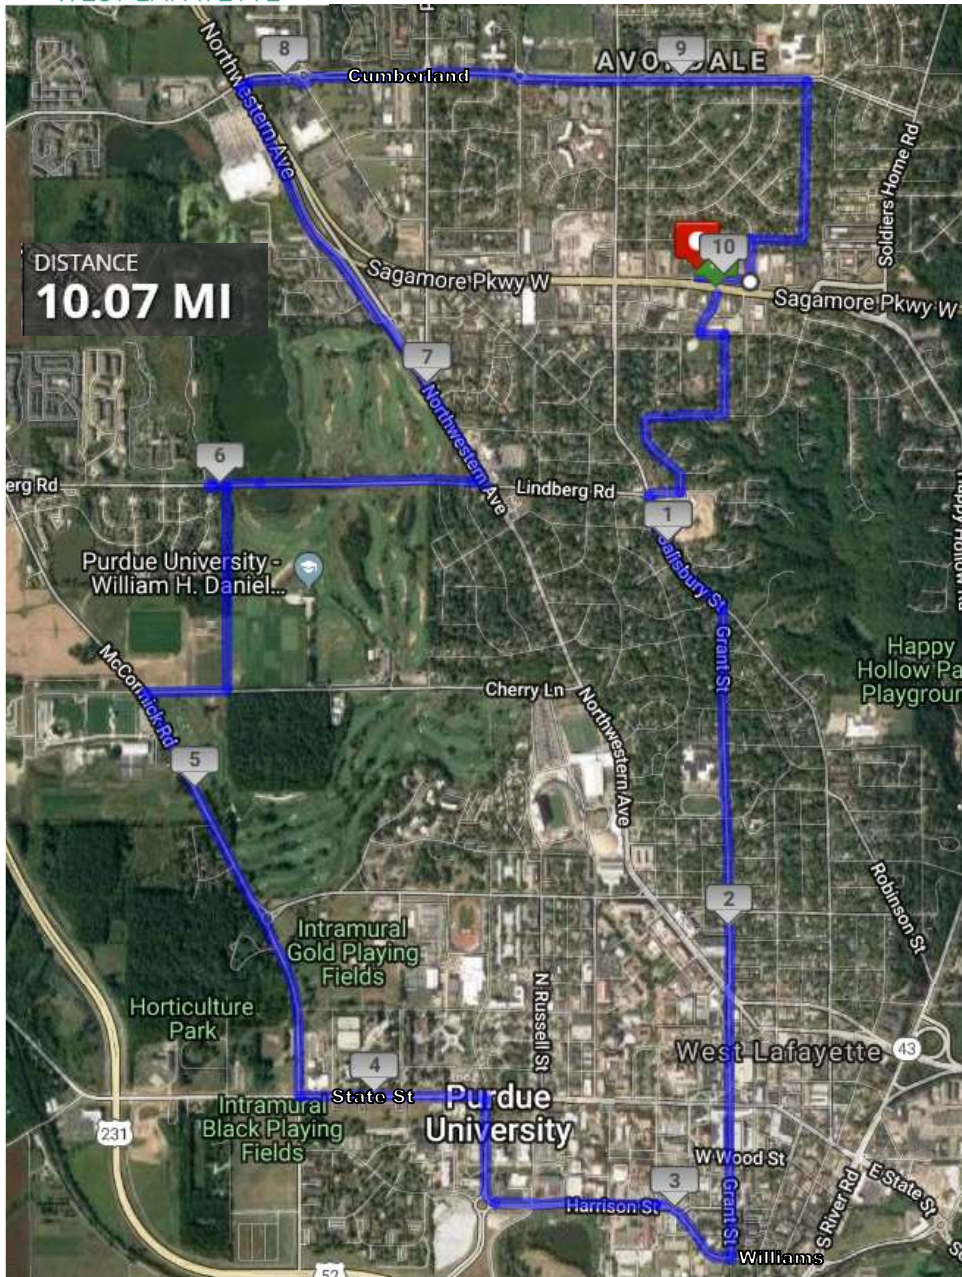 Northwestern Ave
8
Cumberland
AVONDALE
9
Soldiers Home Rd
DISTANCE
10.07 MI
10
Sagamore Pkwy W
Sagamore Pkwy W
7
Northwestern Ave
6
erg Rd
Lindberg Rd
1
Purdue University -
William H. Daniel...
Salisbury St
Grant St
Happy Hollow Rd
Happy
Hollow Pa
Playgroun
McCormick Rd
Cherry Ln
Northwestern Ave
5
2
Robinson St
Intramural
Gold Playing
Fields
N Russell St
Horticulture
Park
West Lafayette
43
4
State St
Purdue
University
Intramural
Black Playing
Fields
231
W Wood St
E State St
3
Harrison St
Grant St
S River Rd
Williams
52